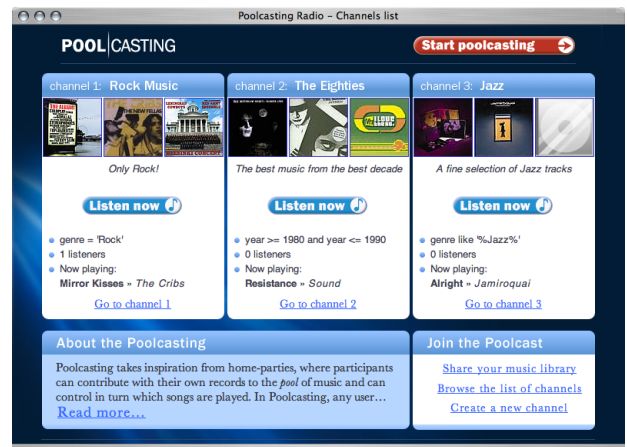 Poolcasting Radio – Channels list
POOL|CASTING
Start poolcasting
channel 1: Rock Music
Only Rock!
Listen now
genre = 'Rock'
1 listeners
Now playing:
Mirror Kisses » The Cribs
Go to channel 1
channel 2: The Eighties
The best music from the best decade
Listen now
year >= 1980 and year <= 1990
0 listeners
Now playing:
Resistance » Sound
Go to channel 2
channel 3: Jazz
A fine selection of Jazz tracks
Listen now
genre like '%Jazz%'
0 listeners
Now playing:
Alright » Jamiroquai
Go to channel 3
About the Poolcasting
Poolcasting takes inspiration from home-parties, where participants
can contribute with their own records to the pool of music and can
control in turn which songs are played. In Poolcasting, any user…
Read more…
Join the Poolcast
Share your music library
Browse the list of channels
Create a new channel